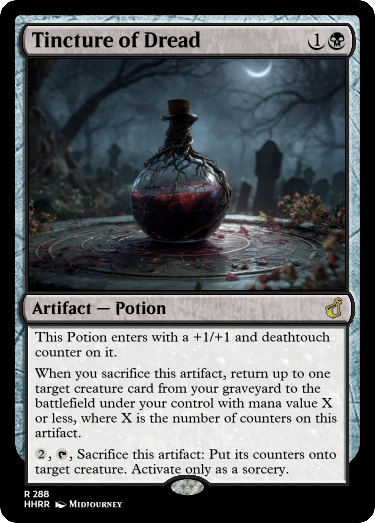 Tincture of Dread 1
Artifact — Potion
This Potion enters with a +1/+1 and deathtouch
counter on it.
When you sacrifice this artifact, return up to one
target creature card from your graveyard to the
battlefield under your control with mana value X
or less, where X is the number of counters on this
artifact.
2, , Sacrifice this artifact: Put its counters onto
target creature. Activate only as a sorcery.
R 288
HHRR MIDJOURNEY